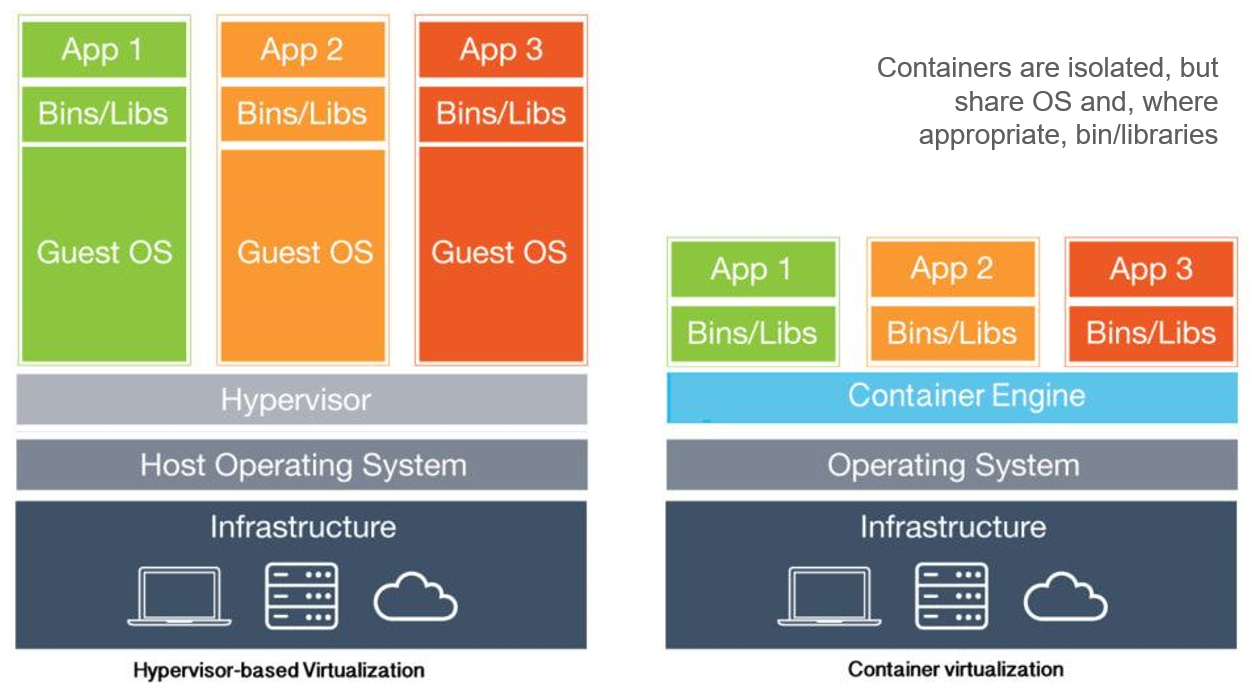 App 1
App 2
App 3
Bins/Libs
Bins/Libs
Bins/Libs
Guest OS
Guest OS
Guest OS
Hypervisor
Host Operating System
Infrastructure
Hypervisor-based Virtualization
Containers are isolated, but
share OS and, where
appropriate, bin/libraries
App 1
App 2
App 3
Bins/Libs
Bins/Libs
Bins/Libs
Container Engine
Operating System
Infrastructure
Container virtualization